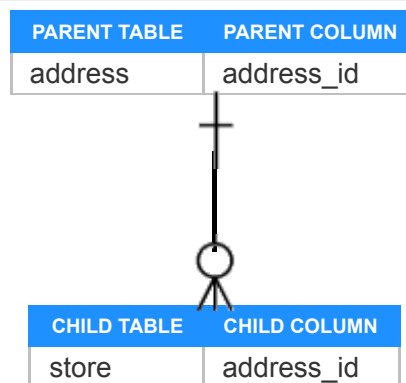 PARENT TABLE PARENT COLUMN
address address_id
CHILD TABLE CHILD COLUMN
store address_id